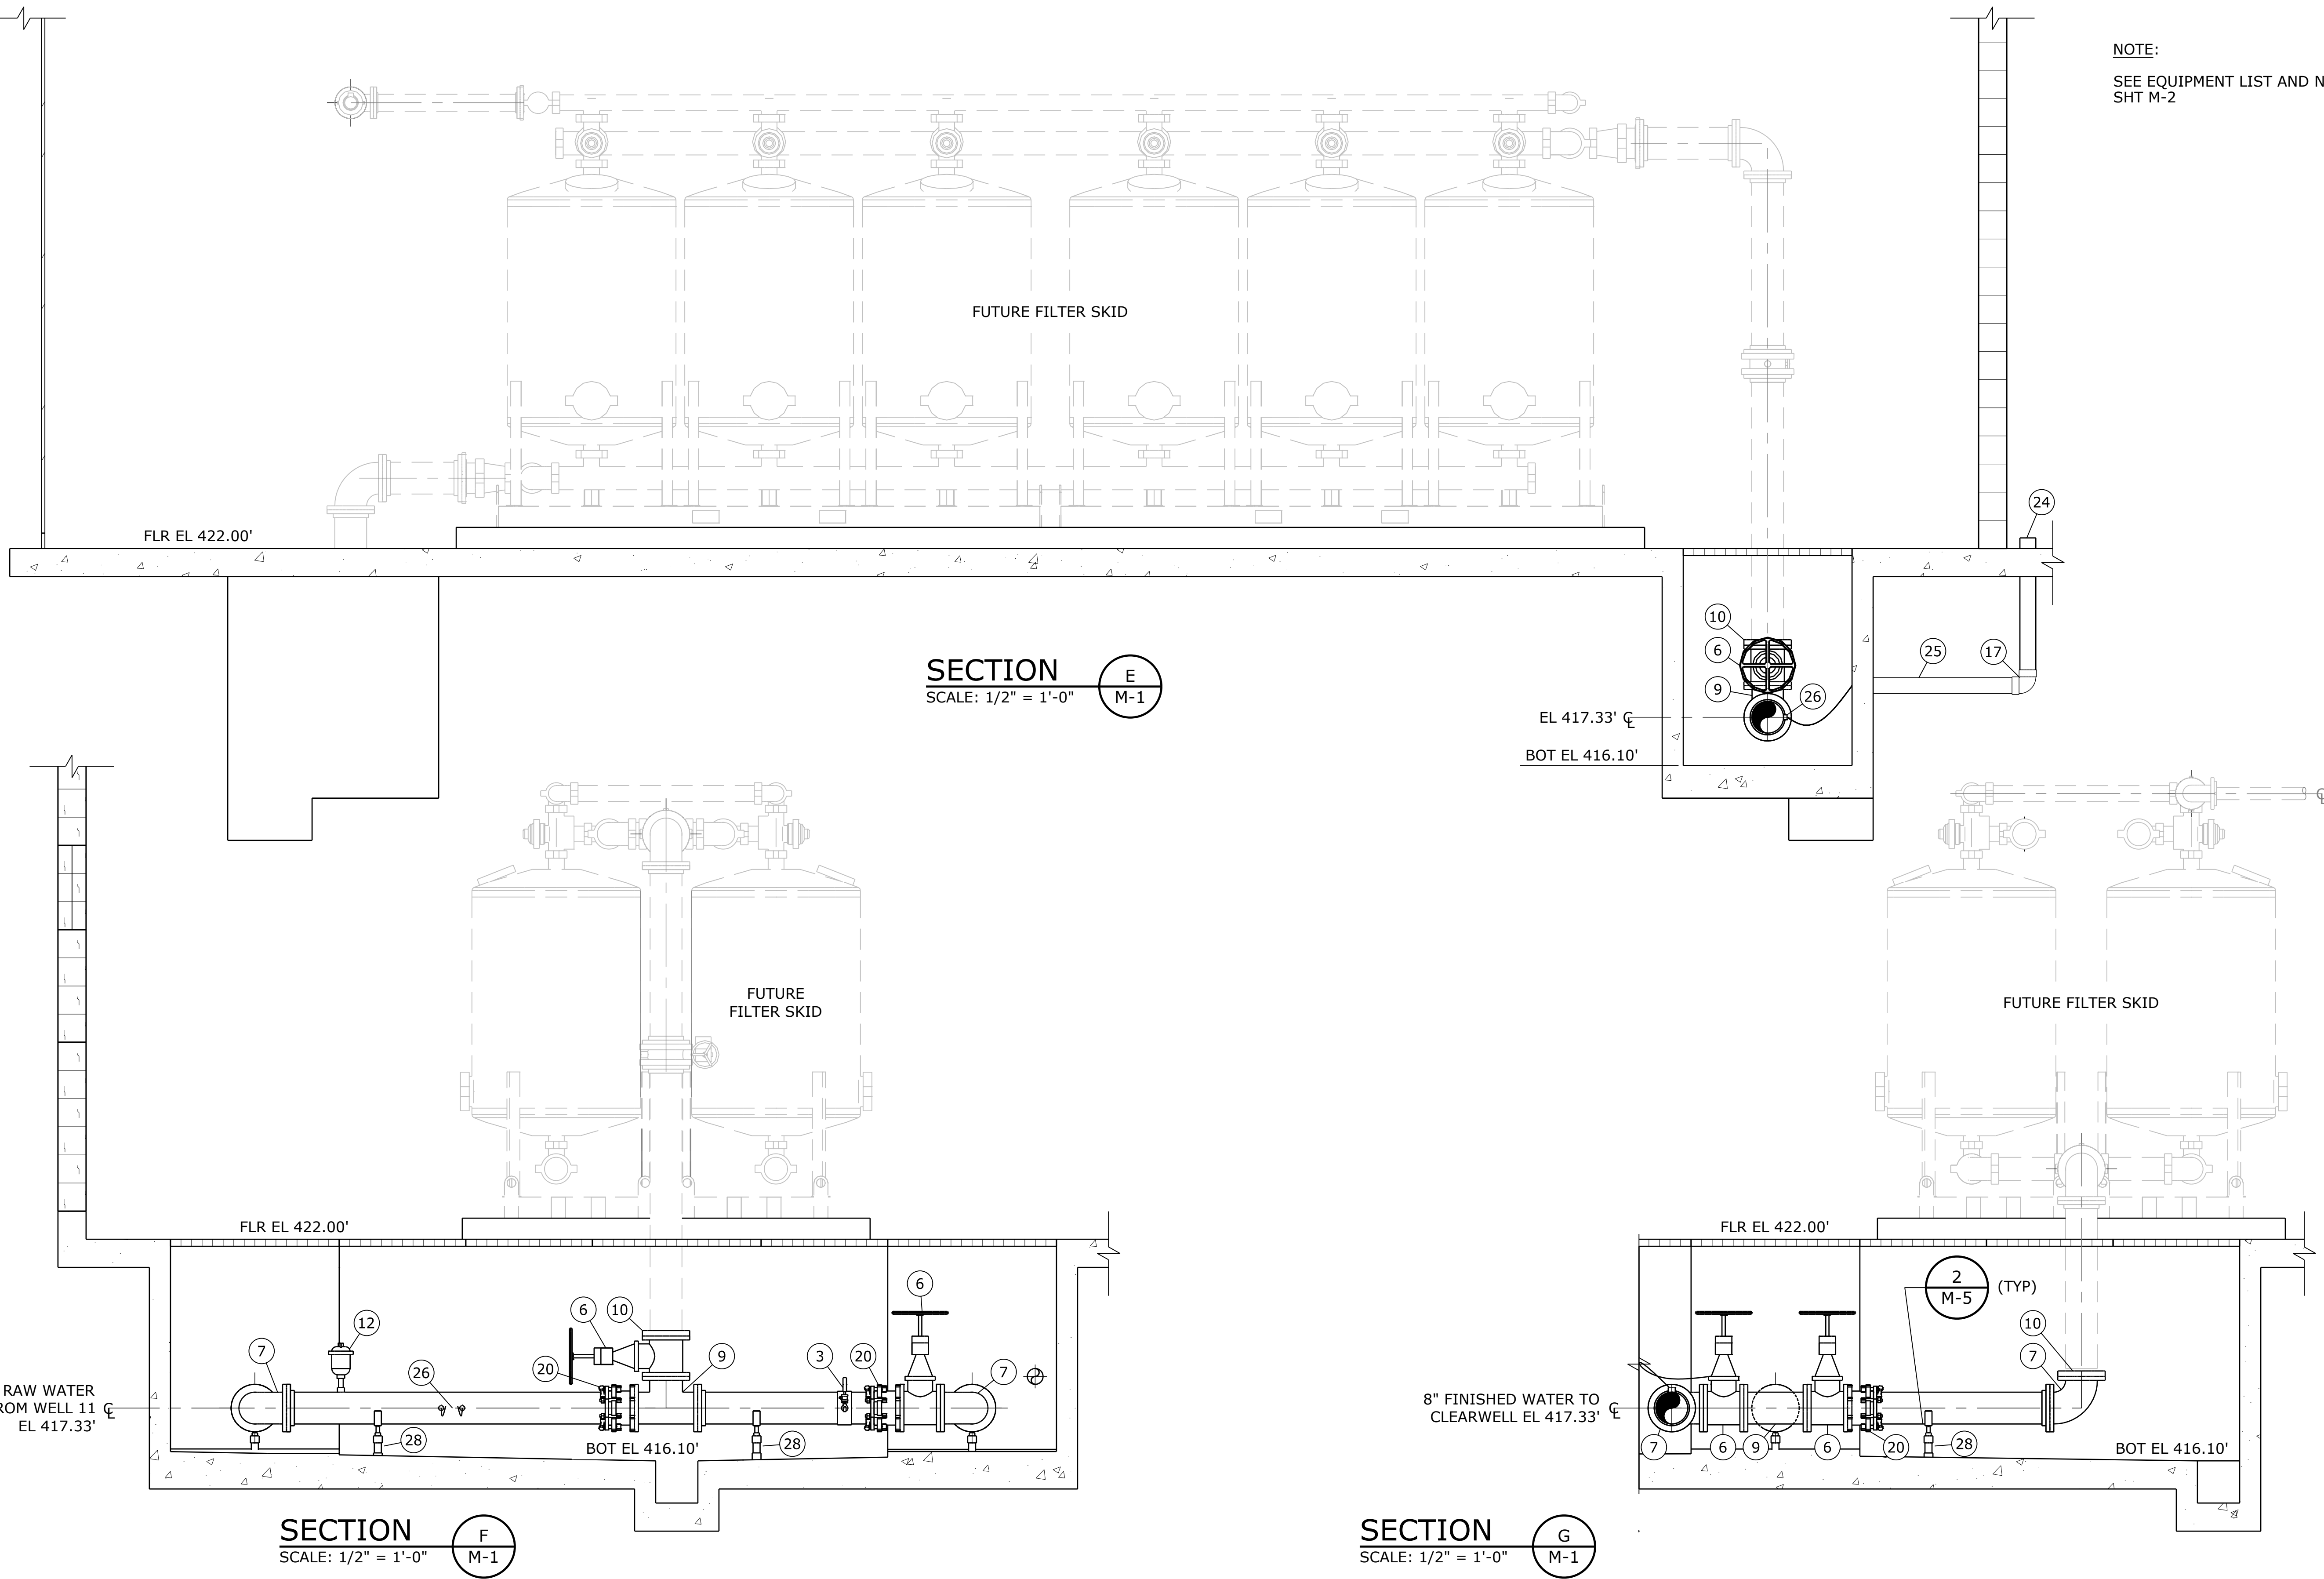 NOTE:
SEE EQUIPMENT LIST AND
SHT M-2
FUTURE FILTER SKID
FLR EL 422.00'
24
10
6
9
26
25
17
EL 417.33' ℄
BOT EL 416.10'
SECTION
SCALE: 1/2" = 1'-0"
E
M-1
FUTURE
FILTER SKID
FLR EL 422.00'
6
6
10
12
7
26
20
9
3
20
7
28
28
RAW WATER
FROM WELL 11 ℄
EL 417.33'
BOT EL 416.10'
SECTION
SCALE: 1/2" = 1'-0"
F
M-1
℄
FUTURE FILTER SKID
FLR EL 422.00'
2
M-5
(TYP)
10
7
8" FINISHED WATER TO
CLEARWELL EL 417.33' ℄
7
6
9
6
20
28
BOT EL 416.10'
SECTION
SCALE: 1/2" = 1'-0"
G
M-1